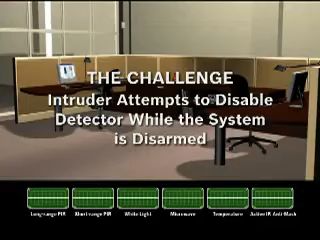 THE CHALLENGE
Intruder Attempts to Disable
Detector While the System
is Disarmed
Long-range PIR Short-range PIR White Light Microwave Temperature Active IR Anti-Mask